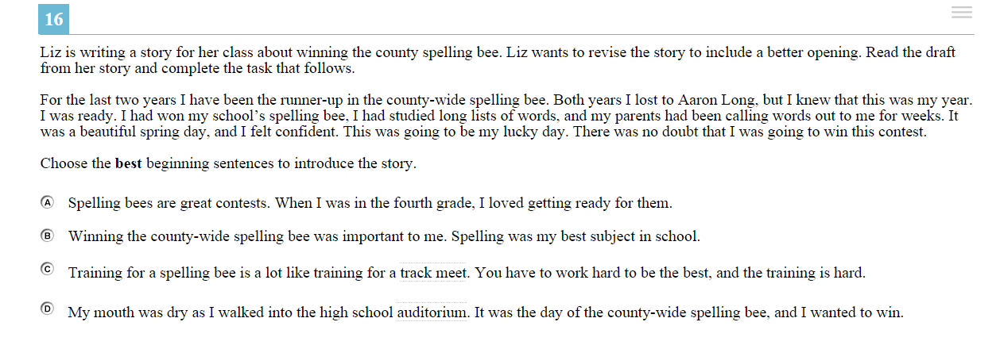 16
Liz is writing a story for her class about winning the county spelling bee. Liz wants to revise the story to include a better opening. Read the draft
from her story and complete the task that follows.
For the last two years I have been the runner-up in the county-wide spelling bee. Both years I lost to Aaron Long, but I knew that this was my year.
I was ready. I had won my school’s spelling bee, I had studied long lists of words, and my parents had been calling words out to me for weeks. It
was a beautiful spring day, and I felt confident. This was going to be my lucky day. There was no doubt that I was going to win this contest.
Choose the best beginning sentences to introduce the story.
A Spelling bees are great contests. When I was in the fourth grade, I loved getting ready for them.
B Winning the county-wide spelling bee was important to me. Spelling was my best subject in school.
C Training for a spelling bee is a lot like training for a track meet. You have to work hard to be the best, and the training is hard.
D My mouth was dry as I walked into the high school auditorium. It was the day of the county-wide spelling bee, and I wanted to win.